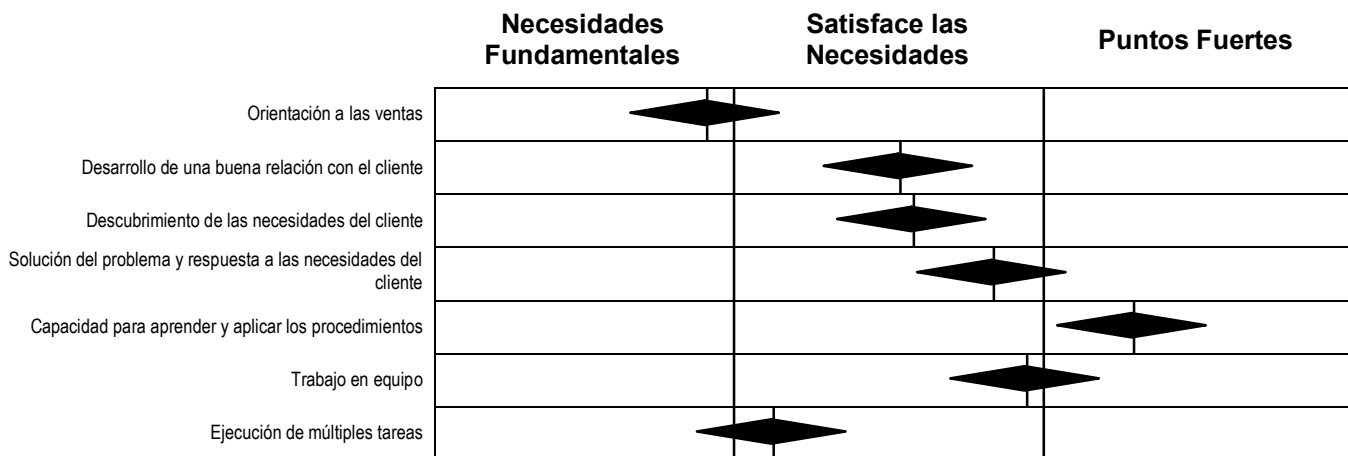 Necesidades
Fundamentales
Satisface las
Necesidades
Puntos Fuertes
Orientación a las ventas
Desarrollo de una buena relación con el cliente
Descubrimiento de las necesidades del cliente
Solución del problema y respuesta a las necesidades del
cliente
Capacidad para aprender y aplicar los procedimientos
Trabajo en equipo
Ejecución de múltiples tareas